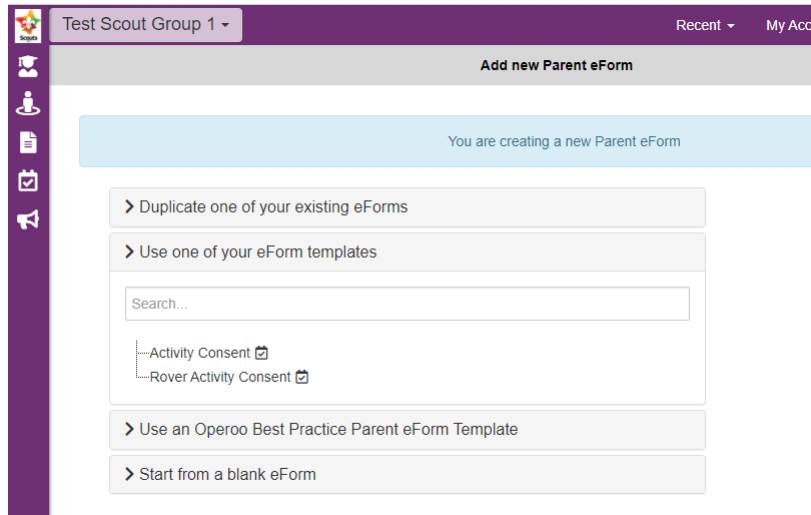 Scouts
Test Scout Group 1
Recent
My Acc
Add new Parent eForm
You are creating a new Parent eForm
Duplicate one of your existing eForms
Use one of your eForm templates
Search...
Activity Consent
Rover Activity Consent
Use an Operoo Best Practice Parent eForm Template
Start from a blank eForm